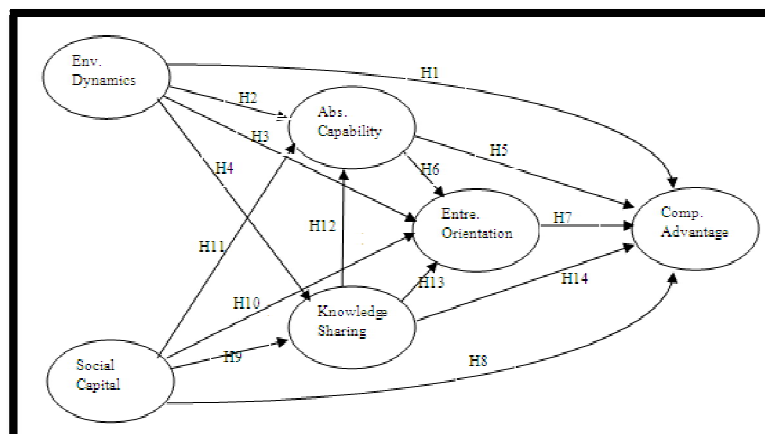 Env.
Dynamics
H1
H2
Abs.
Capability
H3
H4
H5
H6
Entre.
Orientation
H7
Comp.
Advantage
H12
H11
H10
H13
H14
Knowledge
Sharing
H9
Social
Capital
H8